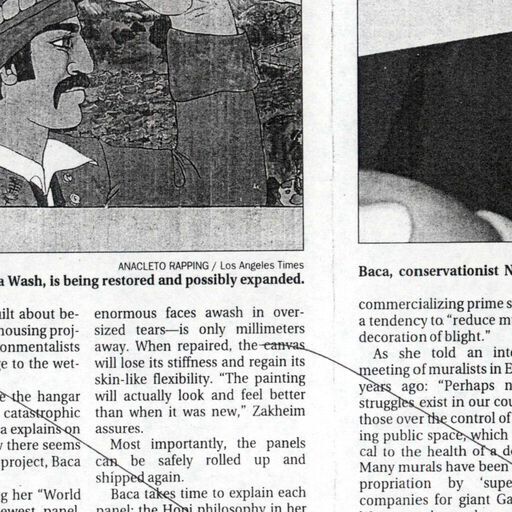 ANACLETO RAPPING / Los Angeles Times
a Wash, is being restored and possibly expanded.
uilt about be-
housing proj-
onmentalists
ge to the wet-
e the hangar
catastrophic
a explains on
y there seems
project, Baca
g her “World
ewest panel,
enormous faces awash in over-
sized tears—is only millimeters
away. When repaired, the canvas
will lose its stiffness and regain its
skin-like flexibility. “The painting
will actually look and feel better
than when it was new,” Zakheim
assures.
Most importantly, the panels
can be safely rolled up and
shipped again.
Baca takes time to explain each
panel: the Hopi philosophy in her
Baca, conservationist N
commercializing prime s
a tendency to “reduce m
decoration of blight.”
As she told an inte
meeting of muralists in E
years ago: “Perhaps n
struggles exist in our cou
those over the control of
ing public space, which
cal to the health of a de
Many murals have been
propriation by ‘supe
companies for giant Ga